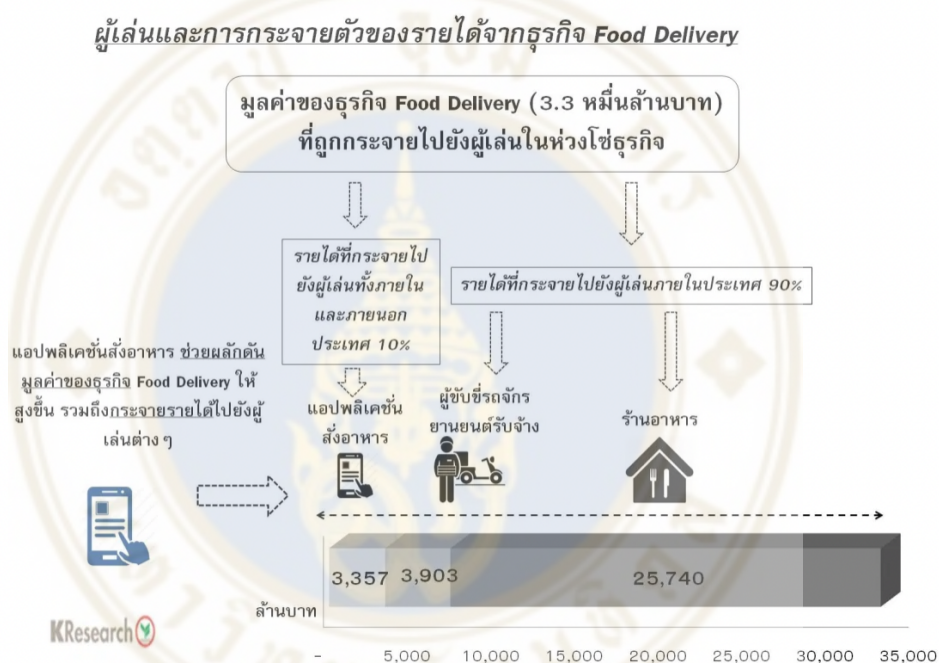 ผู้เล่นและการกระจายตัวของรายได้จากธุรกิจ Food Delivery
มูลค่าของธุรกิจ Food Delivery (3.3 หมื่นล้านบาท)
ที่ถูกกระจายไปยังผู้เล่นในห่วงโซ่ธุรกิจ
รายได้ที่กระจายไป
ยังผู้เล่นทั้งภายใน
และภายนอก
ประเทศ 10%
รายได้ที่กระจายไปยังผู้เล่นภายในประเทศ 90%
แอปพลิเคชั่นสั่งอาหาร ช่วยผลักดัน
มูลค่าของธุรกิจ Food Delivery ให้
สูงขึ้น รวมถึงกระจายรายได้ไปยังผู้
เล่นต่างๆ
แอปพลิเคชั่น
สั่งอาหาร
ผู้ขับขี่รถจักร
ยานยนต์รับจ้าง
ร้านอาหาร
3,357 3,903 25,740
ล้านบาท
- 5,000 10,000 15,000 20,000 25,000 30,000 35,000
KResearch